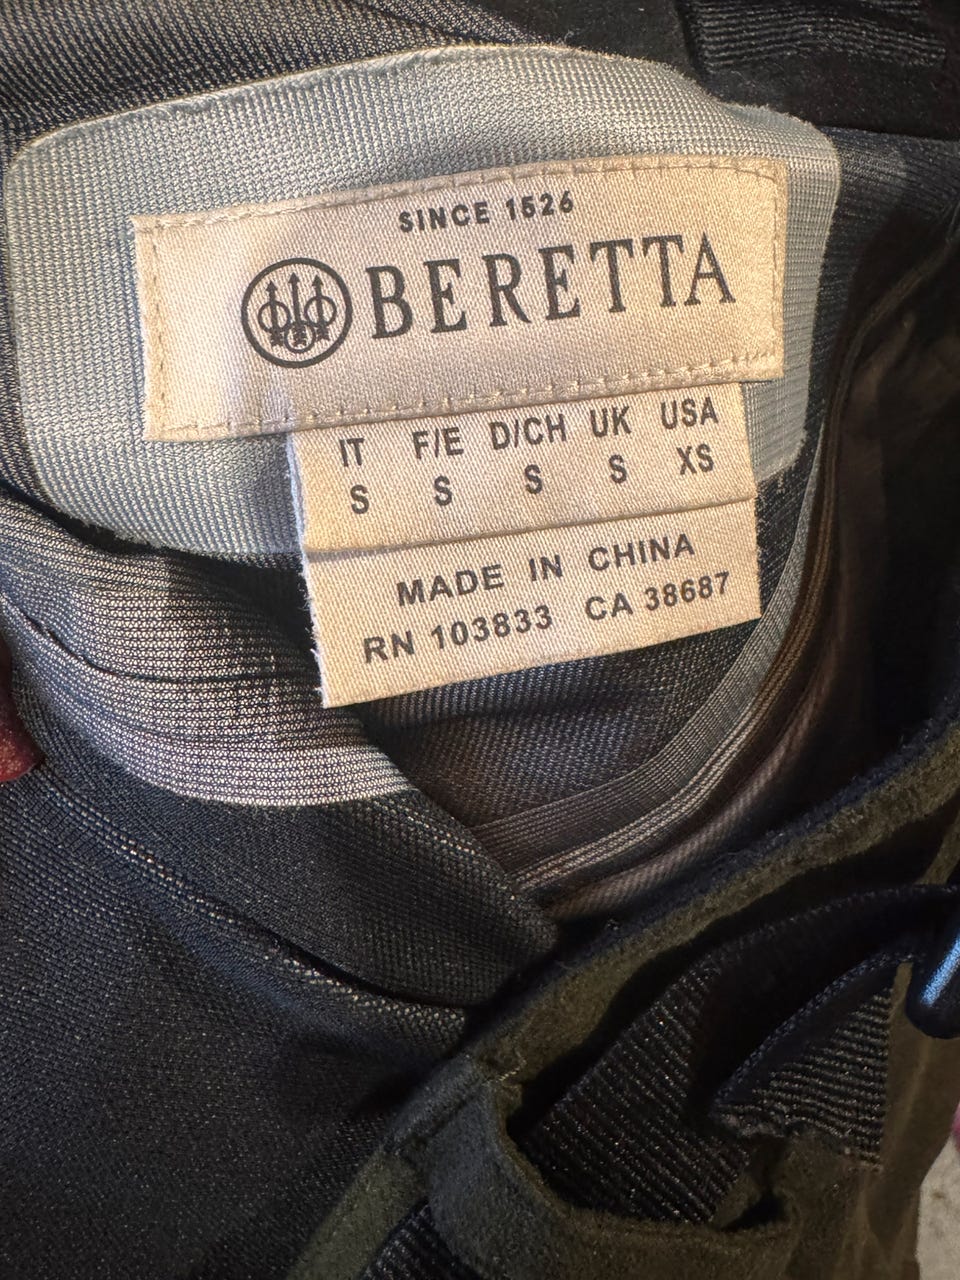 SINCE 1526
BERETTA
IT F/E D/CH UK USA
S S S S XS
MADE IN CHINA
RN 103833 CA 38687